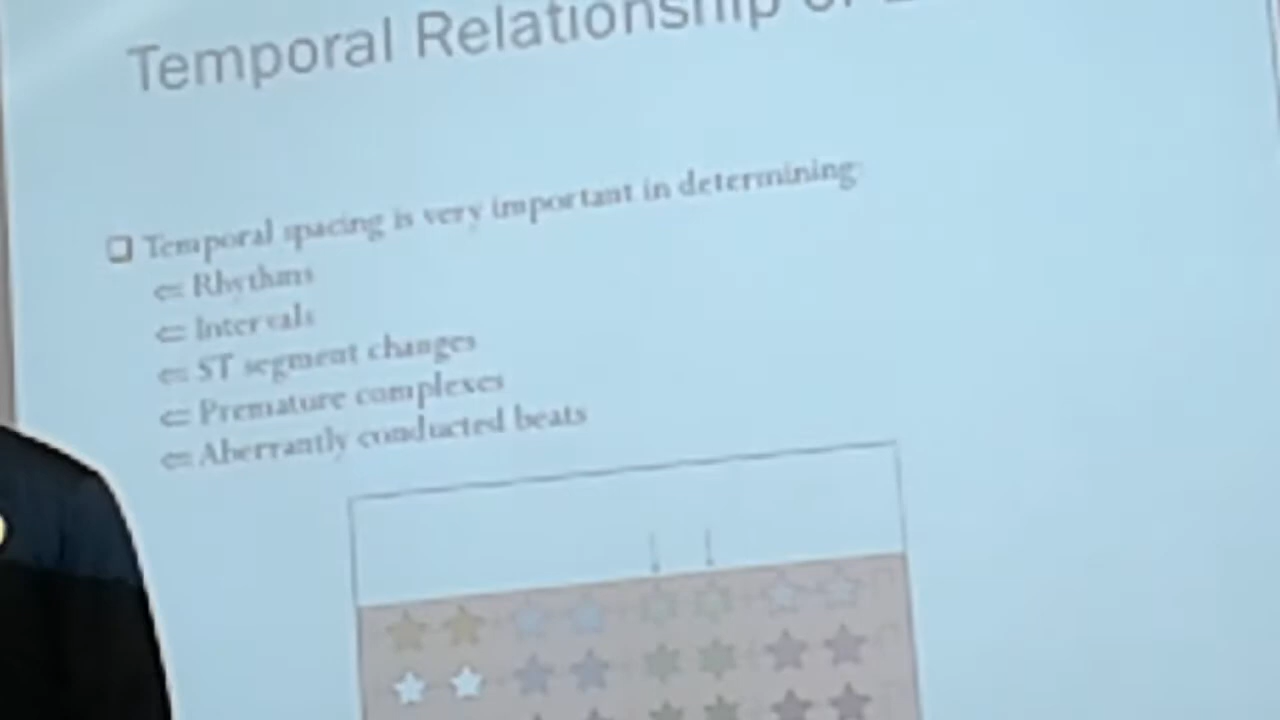 Temporal Relationship of
❑ Temporal spacing is very important in determining:
⇐ Rhythms
⇐ Intervals
⇐ ST segment changes
⇐ Premature complexes
⇐ Aberrantly conducted beats